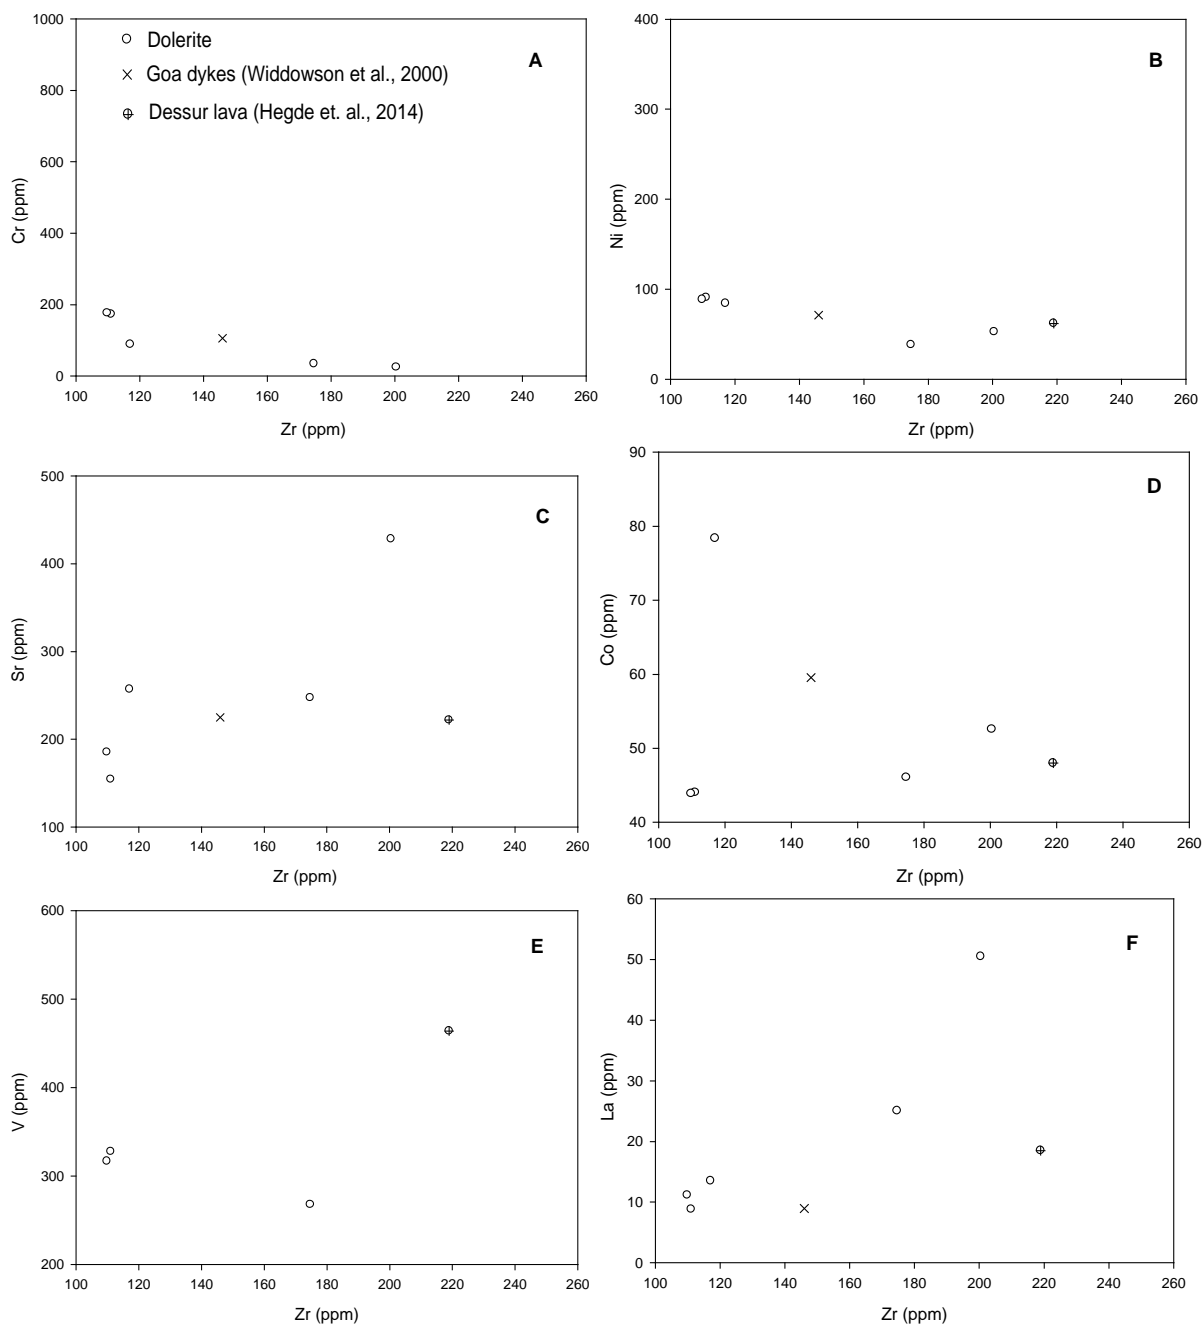 1000
800
600
400
200
0
Cr (ppm)
Dolerite
Goa dykes (Widdowson et al., 2000)
Dessur lava (Hegde et. al., 2014)
A
100 120 140 160 180 200 220 240 260
Zr (ppm)
400
300
200
100
0
Ni (ppm)
B
100 120 140 160 180 200 220 240 260
Zr (ppm)
500
400
300
200
100
Sr (ppm)
C
100 120 140 160 180 200 220 240 260
Zr (ppm)
90
80
70
60
50
40
Co (ppm)
D
100 120 140 160 180 200 220 240 260
Zr (ppm)
600
500
400
300
200
V (ppm)
E
100 120 140 160 180 200 220 240 260
Zr (ppm)
60
50
40
30
20
10
0
La (ppm)
F
100 120 140 160 180 200 220 240 260
Zr (ppm)